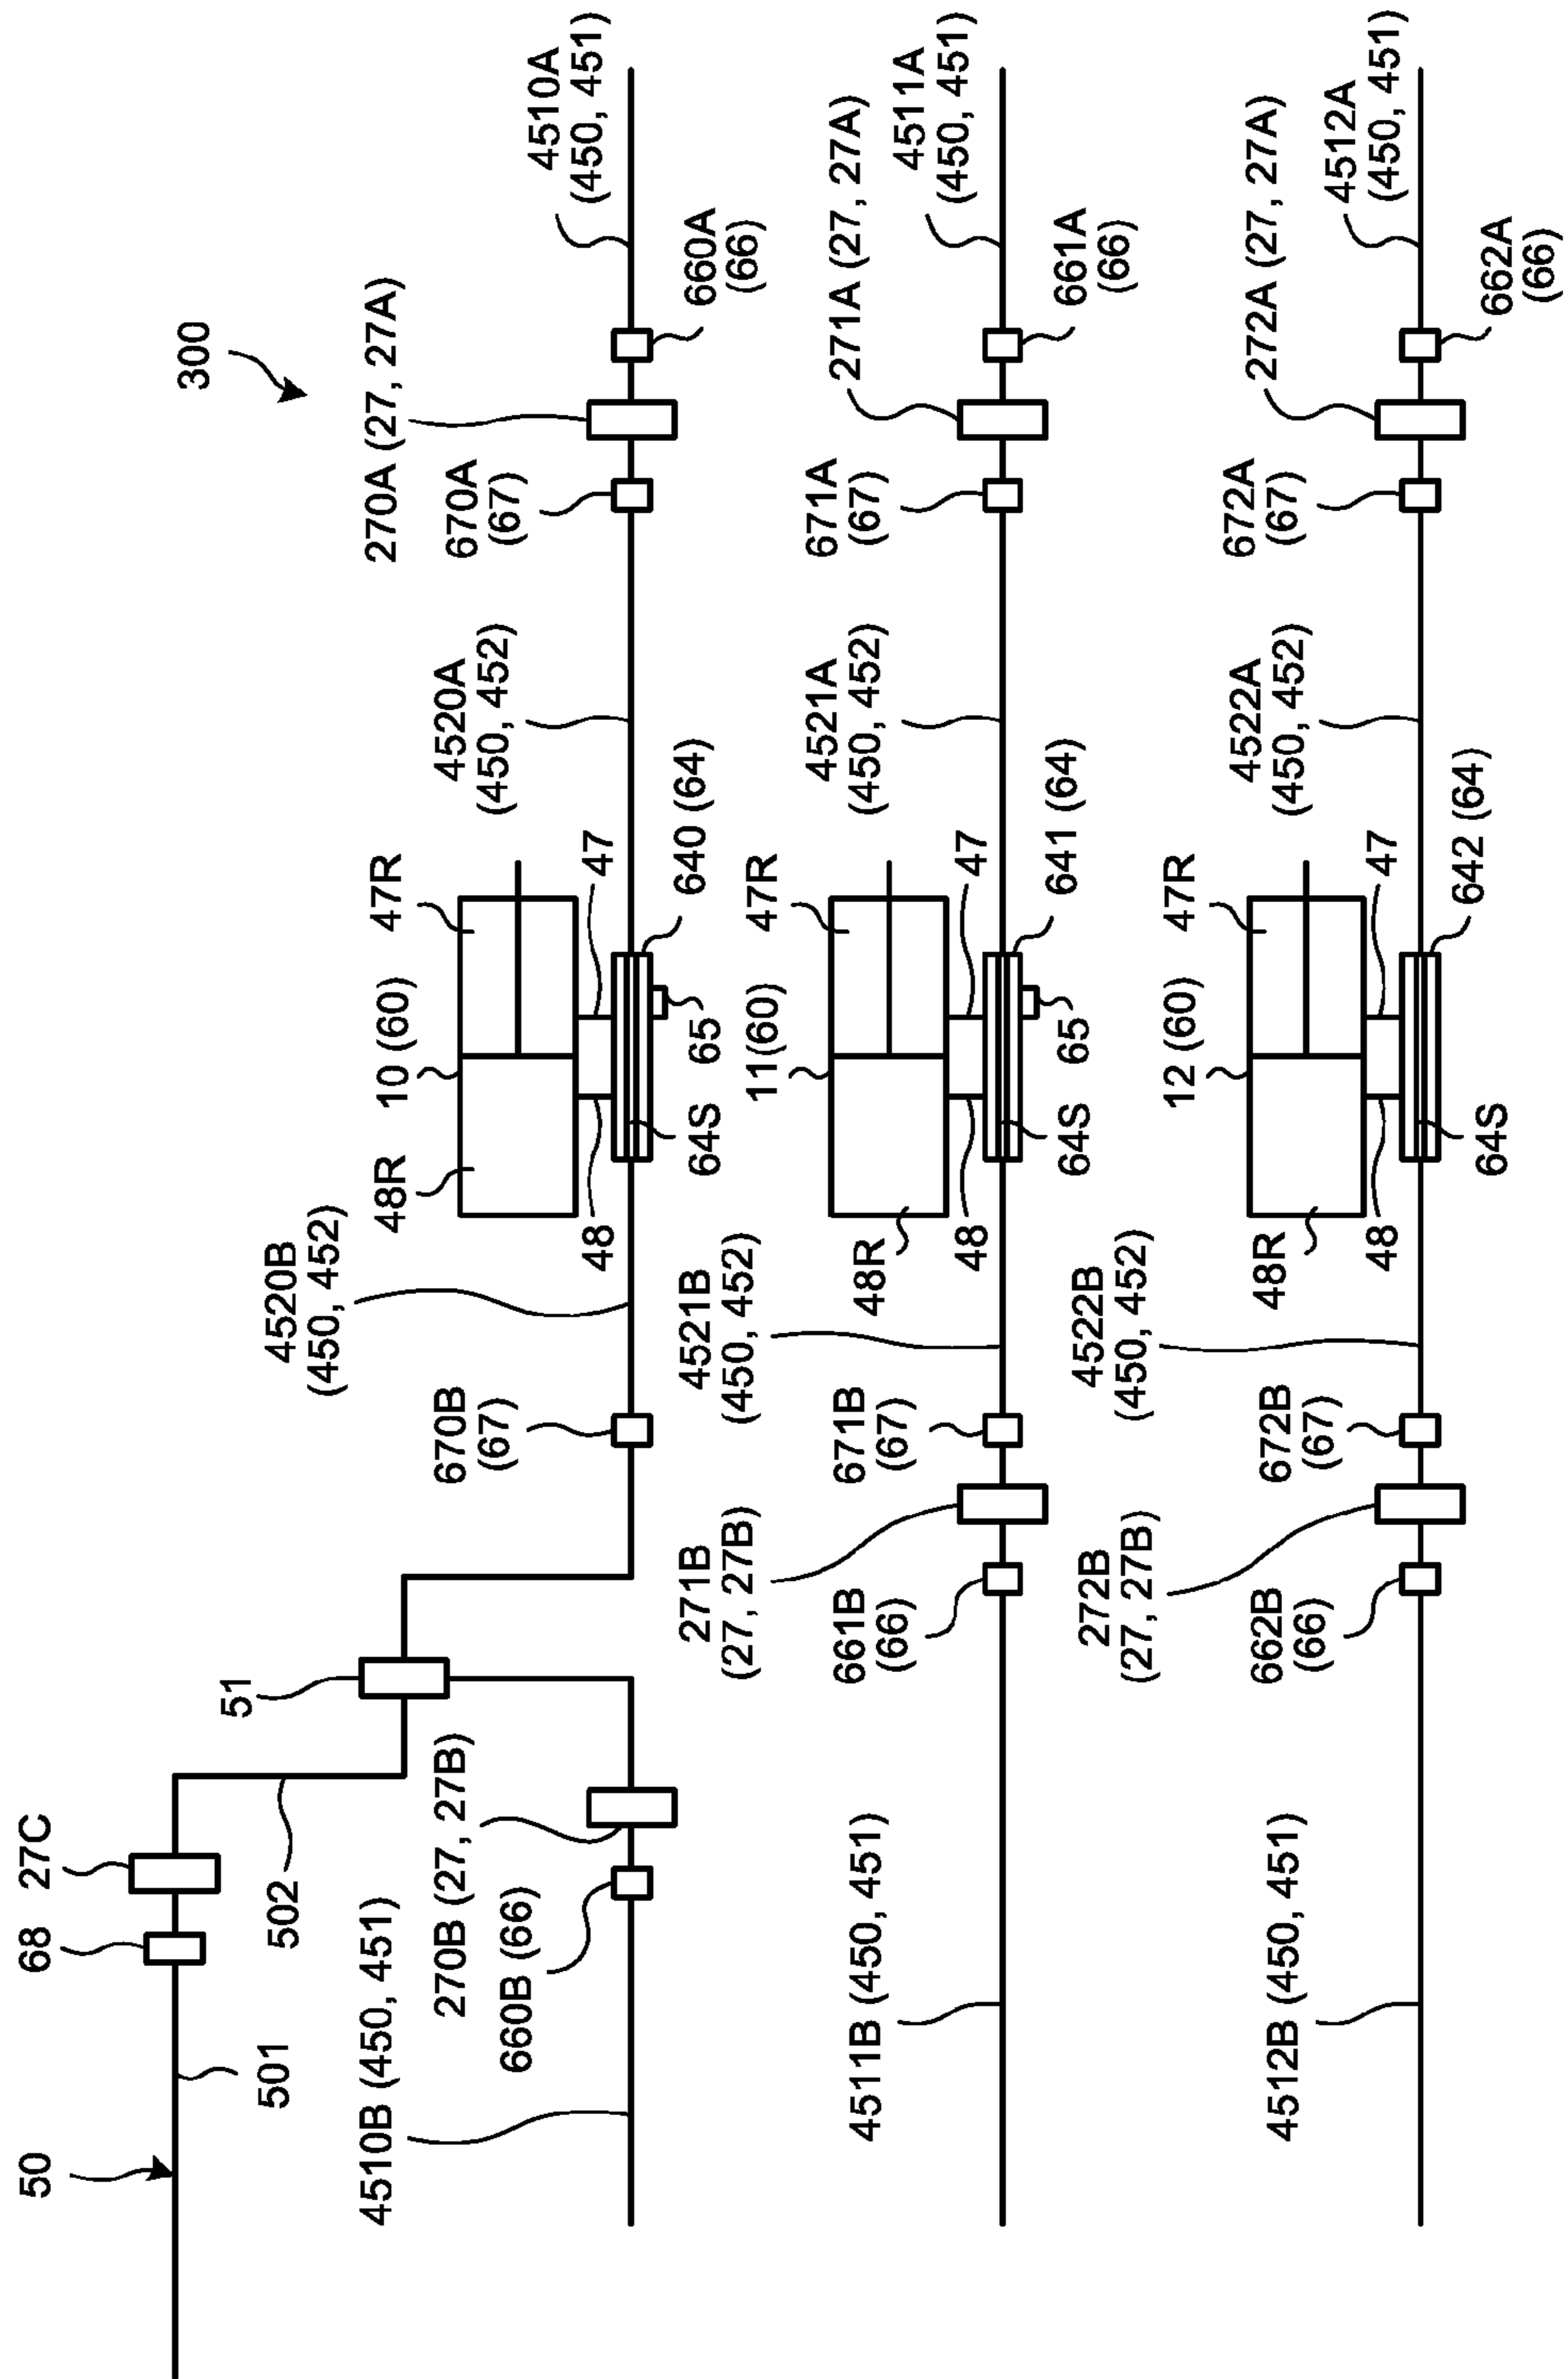 300
50
501
68
27C
502
51
4510B (450, 451)
270B (27, 27B)
660B (66)
670B
(67)
4520B
(450, 452)
48R
10 (60)
47R
48
47
64S
65
640 (64)
4520A
(450, 452)
670A
(67)
270A (27, 27A)
660A
(66)
4510A
(450, 451)
4511B (450, 451)
661B
(66)
271B
(27, 27B)
671B
(67)
4521B
(450, 452)
48R
11(60)
47R
48
47
64S
65
641 (64)
4521A
(450, 452)
671A
(67)
271A (27, 27A)
661A
(66)
4511A
(450, 451)
4512B (450, 451)
662B
(66)
272B
(27, 27B)
672B
(67)
4522B
(450, 452)
48R
12 (60)
47R
48
47
64S
642 (64)
4522A
(450, 452)
672A
(67)
272A (27, 27A)
662A
(66)
4512A
(450, 451)